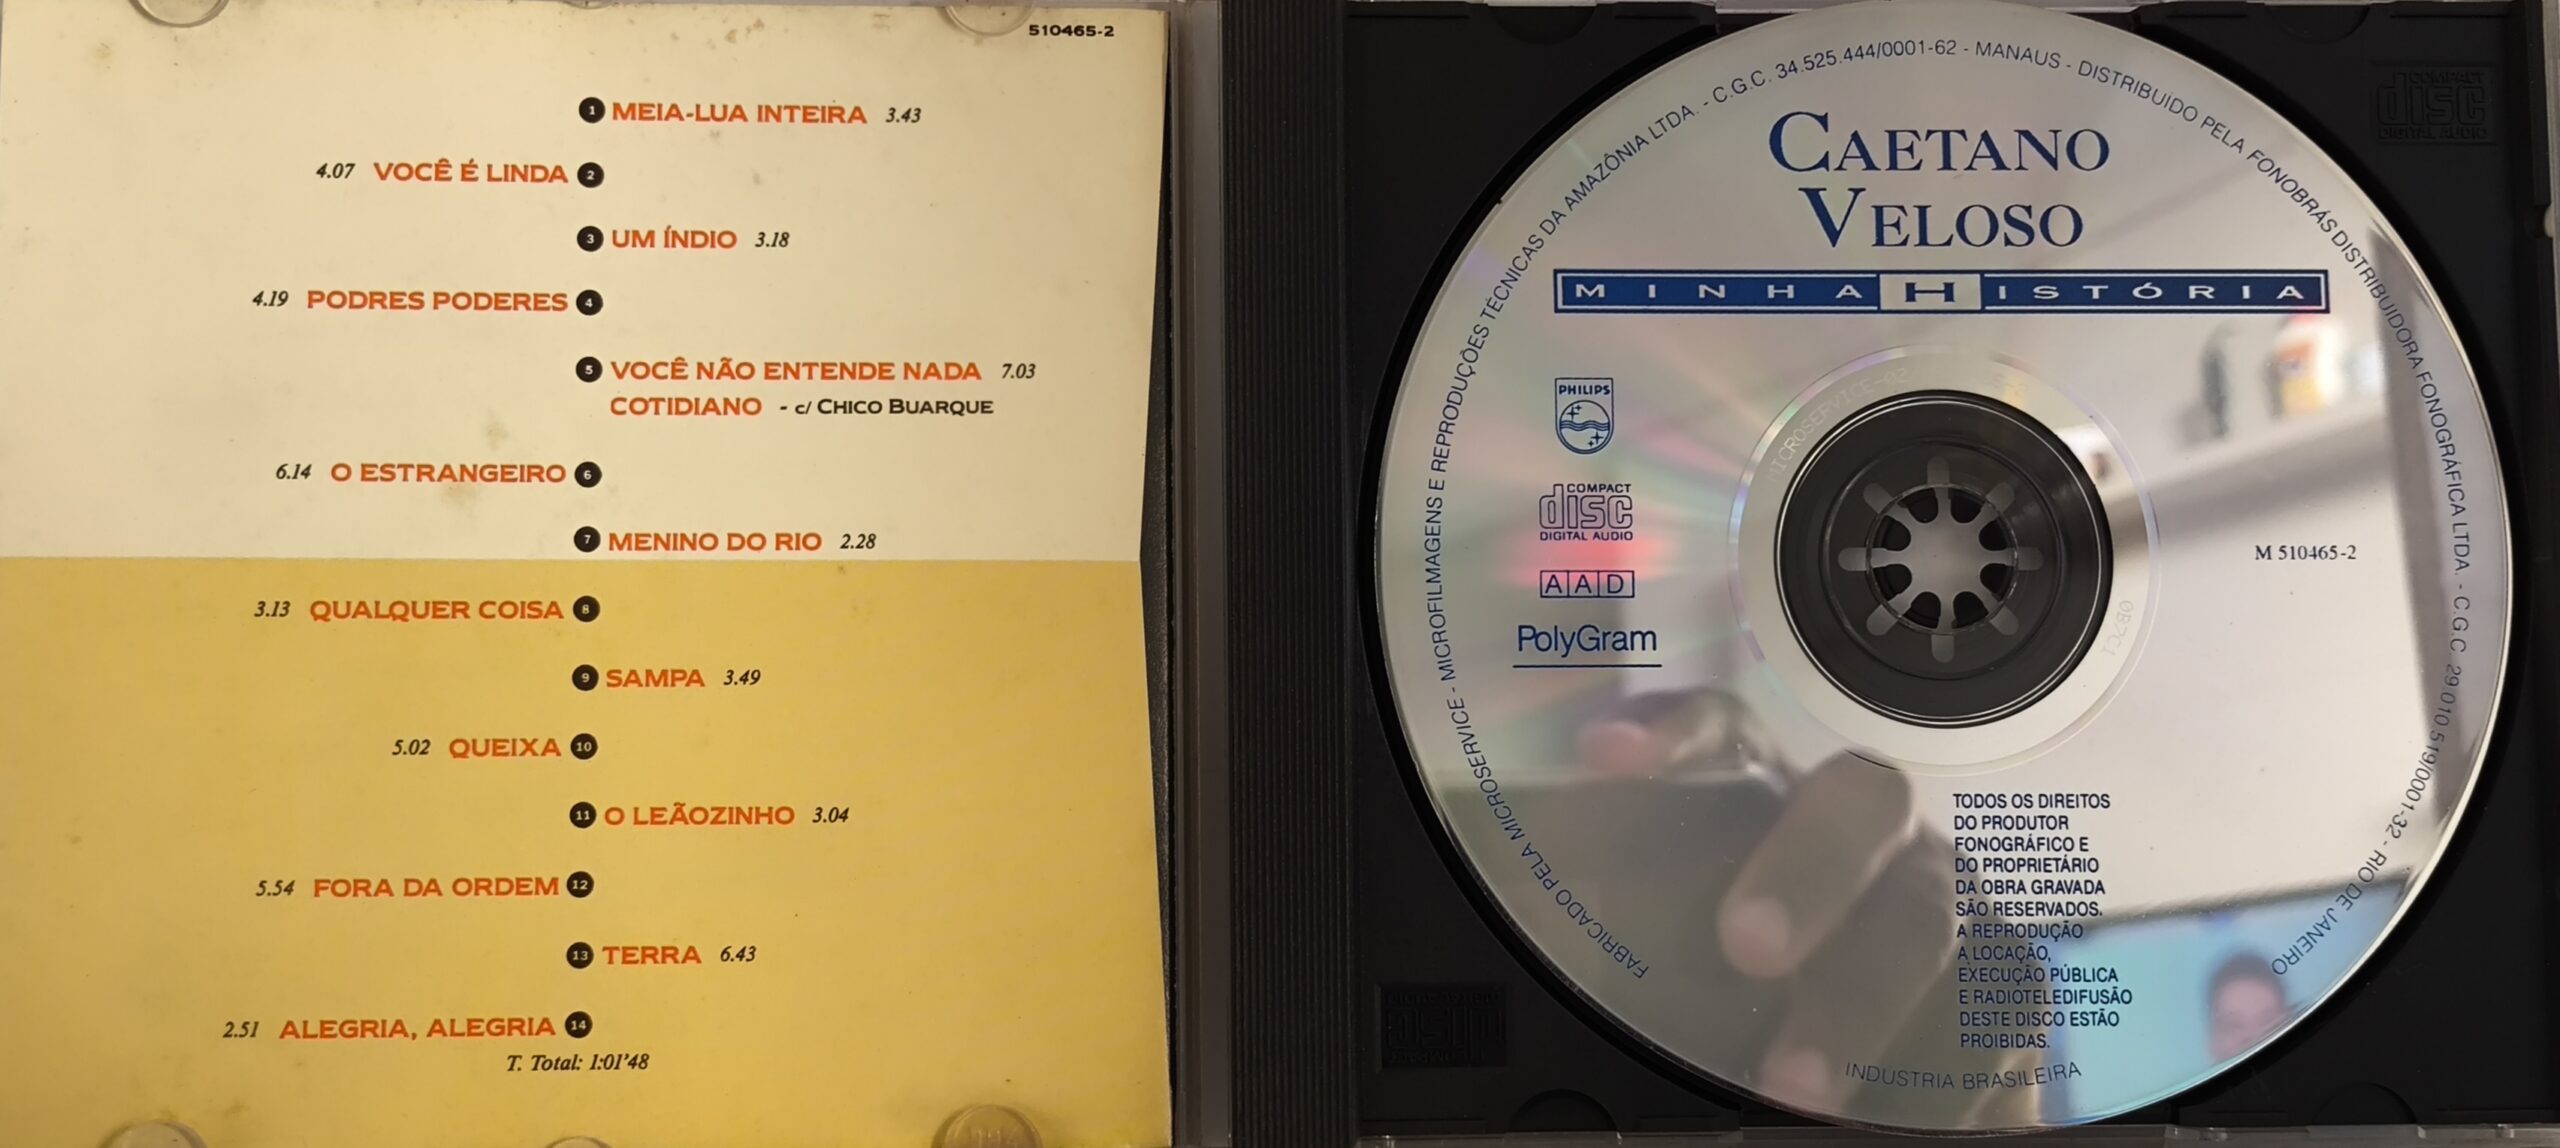 510465-2
1 MEIA-LUA INTEIRA 3.43
4.07 VOCÊ É LINDA 2
3 UM ÍNDIO 3.18
4.19 PODRES PODERES 4
5 VOCÊ NÃO ENTENDE NADA 7.03
COTIDIANO - c/ CHICO BUARQUE
6.14 O ESTRANGEIRO 6
7 MENINO DO RIO 2.28
3.13 QUALQUER COISA 8
9 SAMPA 3.49
5.02 QUEIXA 10
11 O LEÃOZINHO 3.04
5.54 FORA DA ORDEM 12
13 TERRA 6.43
2.51 ALEGRIA, ALEGRIA 14
T. Total: 1:01'48
FABRICADO PELA MICROSERVICE - MICROFILMAGENS E REPRODUÇÕES TÉCNICAS DA AMAZÔNIA LTDA. - C.G.C. 34.525.444/0001-62 - MANAUS - DISTRIBUÍDO PELA FONOBRÁS DISTRIBUIDORA FONOGRÁFICA LTDA. - C.G.C. 29 010 519/0001-32 - RIO DE JANEIRO
CAETANO
VELOSO
MINHA HISTÓRIA
PHILIPS
COMPACT
disc
DIGITAL AUDIO
AAD
PolyGram
M 510465-2
TODOS OS DIREITOS
DO PRODUTOR
FONOGRÁFICO E
DO PROPRIETÁRIO
DA OBRA GRAVADA
SÃO RESERVADOS.
A REPRODUÇÃO
A LOCAÇÃO,
EXECUÇÃO PÚBLICA
E RADIOTELEDIFUSÃO
DESTE DISCO ESTÃO
PROIBIDAS.
INDUSTRIA BRASILEIRA
COMPACT
disc
DIGITAL AUDIO